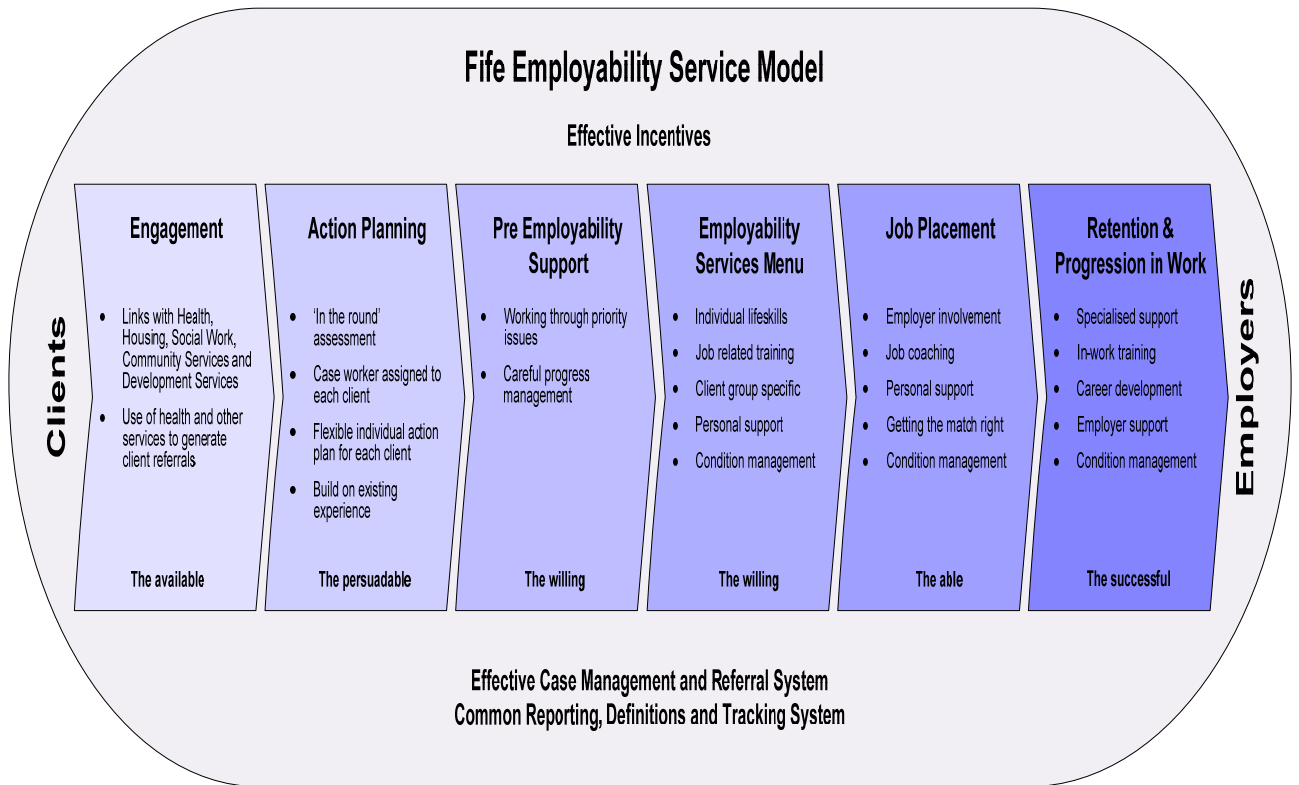 Fife Employability Service Model
Effective Incentives
Clients
Engagement
• Links with Health,
Housing, Social Work,
Community Services and
Development Services
• Use of health and other
services to generate
client referrals
The available
Action Planning
• ‘In the round’
assessment
• Case worker assigned to
each client
• Flexible individual action
plan for each client
• Build on existing
experience
The persuadable
Pre Employability
Support
• Working through priority
issues
• Careful progress
management
The willing
Employability
Services Menu
• Individual lifeskills
• Job related training
• Client group specific
• Personal support
• Condition management
The willing
Job Placement
• Employer involvement
• Job coaching
• Personal support
• Getting the match right
• Condition management
The able
Retention &
Progression in Work
• Specialised support
• In-work training
• Career development
• Employer support
• Condition management
The successful
Employers
Effective Case Management and Referral System
Common Reporting, Definitions and Tracking System